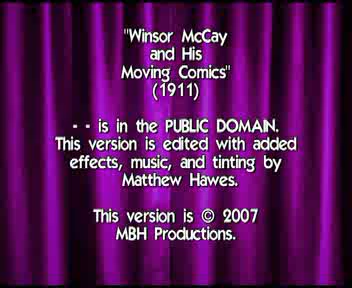 "Winsor McCay
and His
Moving Comics"
(1911)
- - is in the PUBLIC DOMAIN.
This version is edited with added
effects, music, and tinting by
Matthew Hawes.
This version is © 2007
MBH Productions.